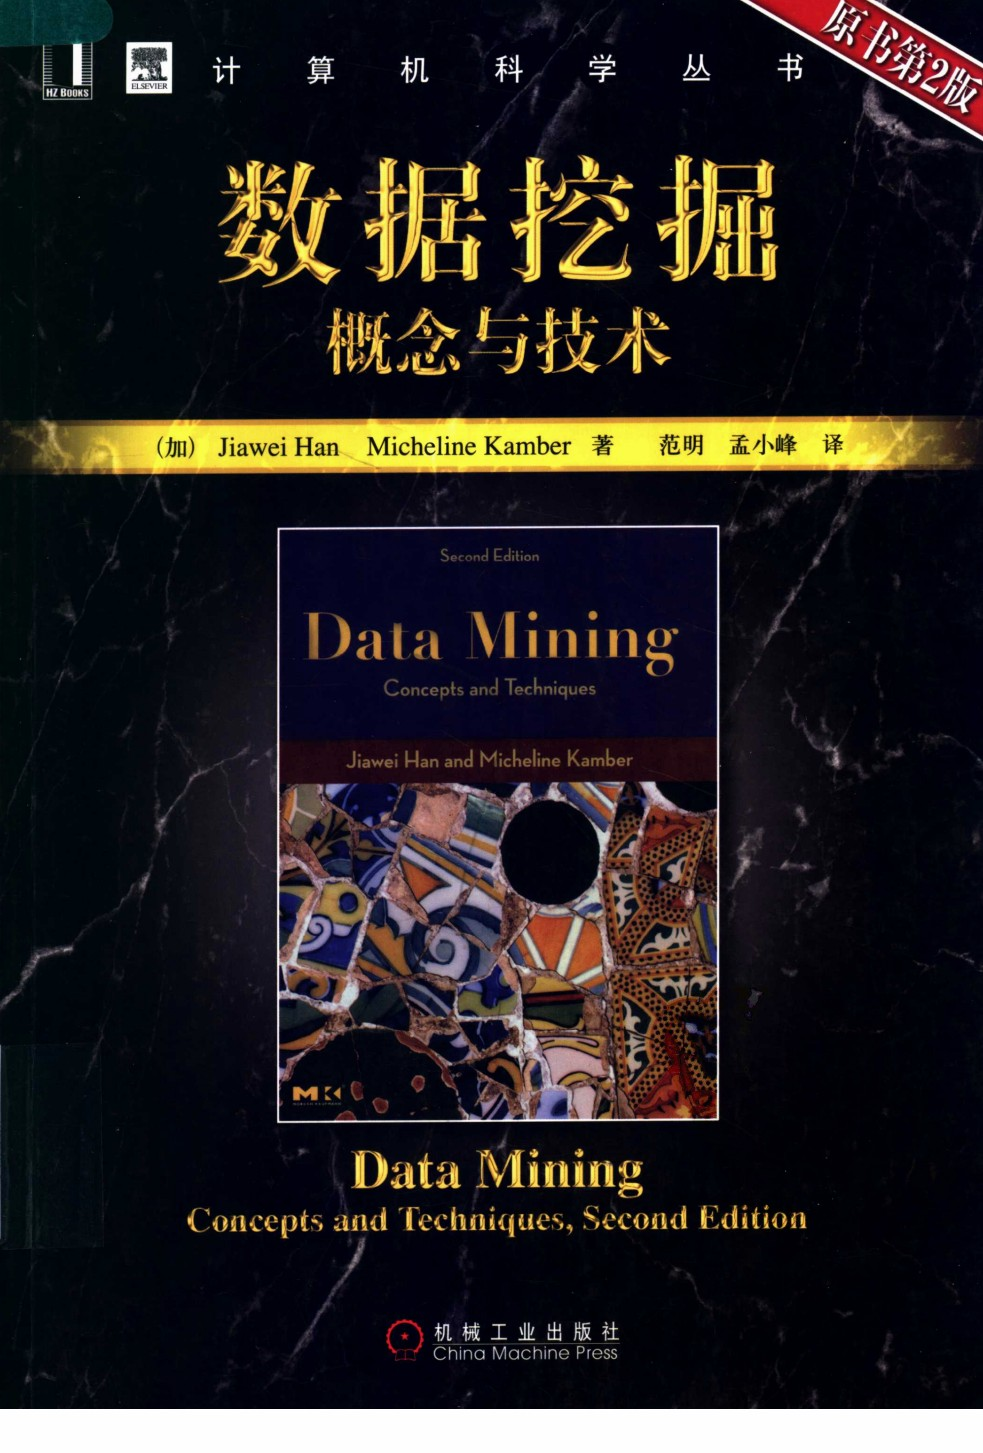 原书第2版
HZ BOOKS
ELSEVIER
计算机科学丛书
数据挖掘
概念与技术
(加) Jiawei Han Micheline Kamber 著 范明 孟小峰 译
Second Edition
Data Mining
Concepts and Techniques
Jiawei Han and Micheline Kamber
MK
Data Mining
Concepts and Techniques, Second Edition
机械工业出版社
China Machine Press